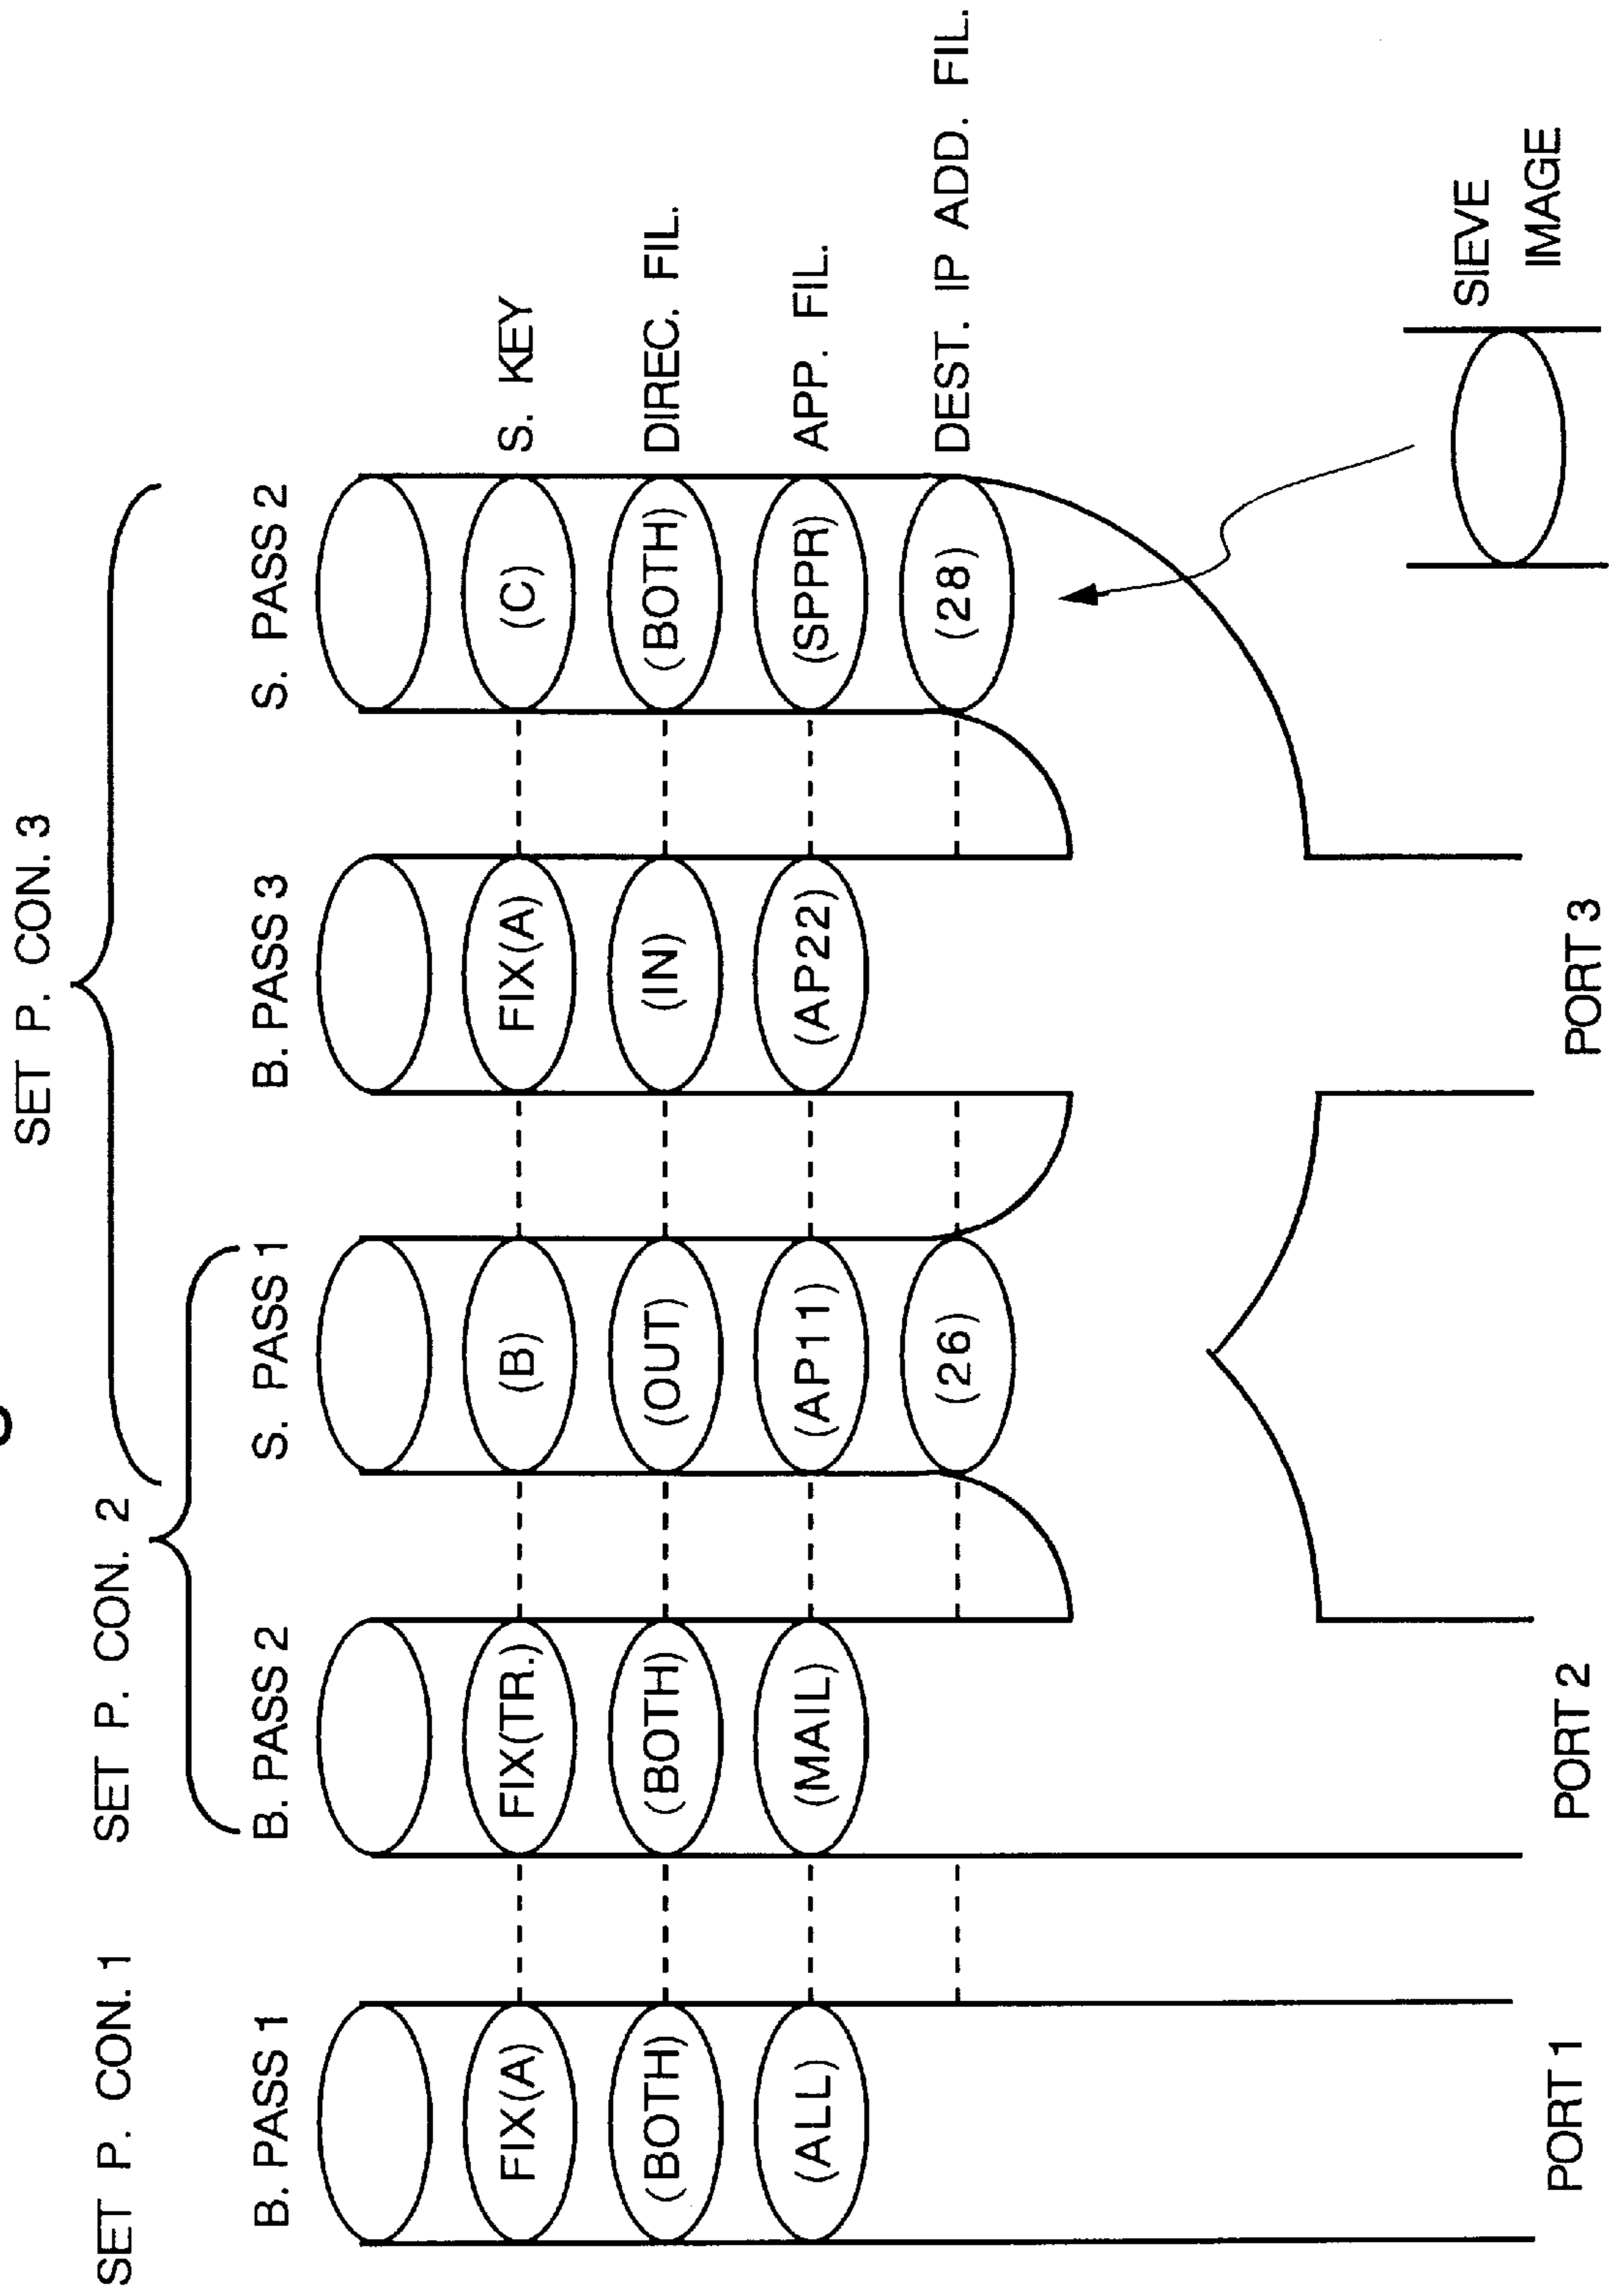 SET P. CON. 1
SET P. CON. 2
SET P. CON. 3
B. PASS 1
B. PASS 2
S. PASS 1
B. PASS 3
S. PASS 2
FIX(A)
FIX(TR.)
(B)
FIX(A)
(C)
S. KEY
(BOTH)
(BOTH)
(OUT)
(IN)
(BOTH)
DIREC. FIL.
(ALL)
(MAIL)
(AP11)
(AP22)
(SPPR)
APP. FIL.
(26)
(28)
DEST. IP ADD. FIL.
SIEVE
IMAGE
PORT 1
PORT 2
PORT 3